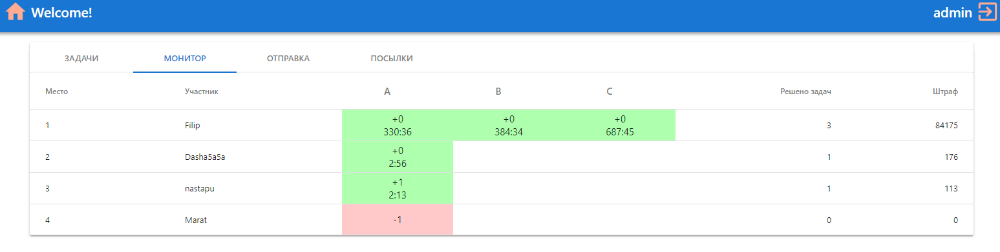 Welcome! admin
ЗАДАЧИ МОНИТОР ОТПРАВКА ПОСЫЛКИ
Место Участник A B C Решено задач Штраф
1 Filip +0 330:36 +0 384:34 +0 687:45 3 84175
2 Dasha5a5a +0 2:56 1 176
3 nastapu +1 2:13 1 113
4 Marat -1 0 0